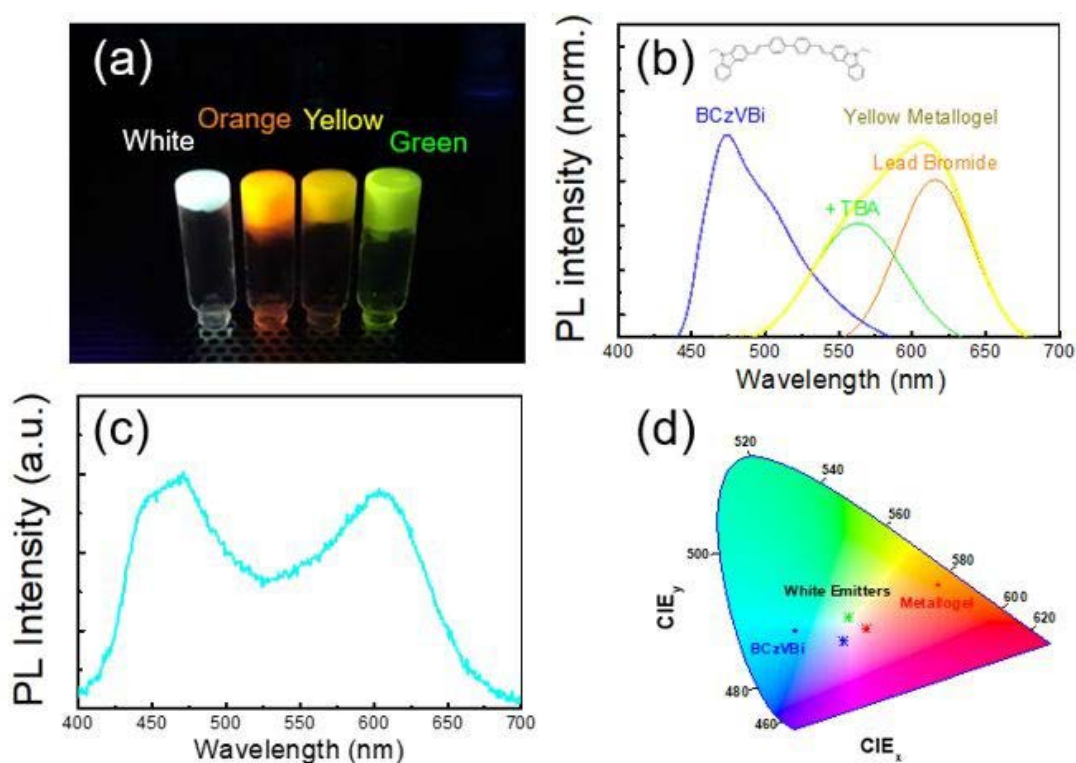 (a)
White
Orange
Yellow
Green
(b)
BCzVBi
Yellow Metallogel
Lead Bromide
+ TBA
PL intensity (norm.)
400 450 500 550 600 650 700
Wavelength (nm)
(c)
PL Intensity (a.u.)
400 450 500 550 600 650 700
Wavelength (nm)
(d)
520
540
560
500
580
White Emitters
Metallogel
600
620
BCzVBi
480
460
CIEy
CIEx